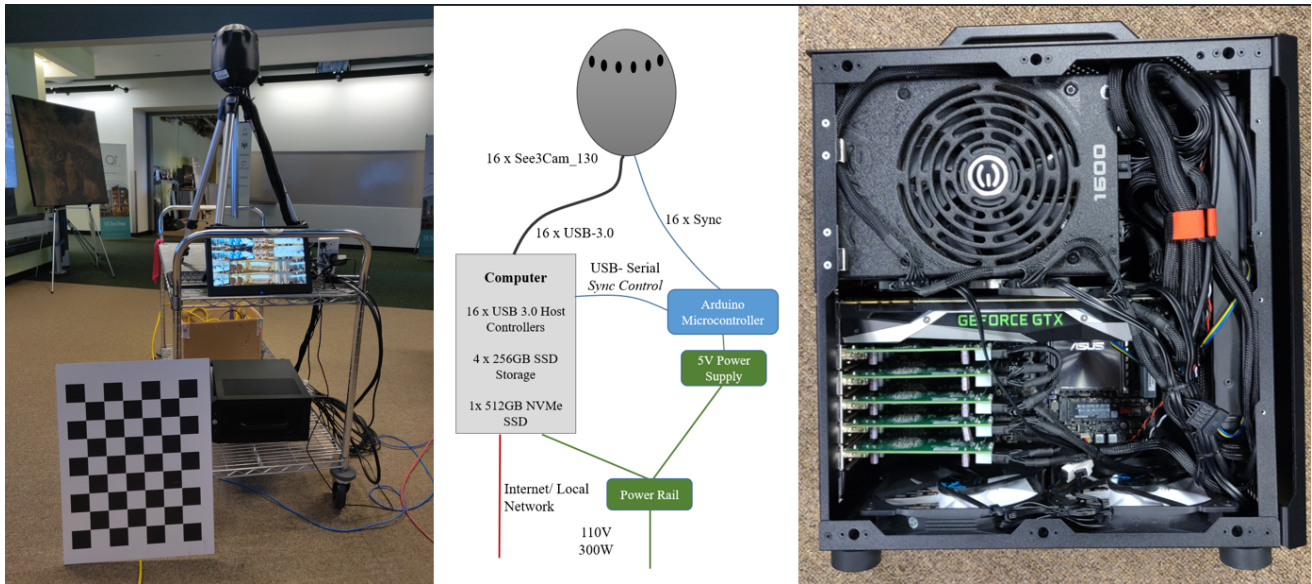 16 x See3Cam_130
16 x Sync
16 x USB-3.0
Computer
16 x USB 3.0 Host
Controllers
4 x 256GB SSD
Storage
1x 512GB NVMe
SSD
USB- Serial
Sync Control
Arduino
Microcontroller
5V Power
Supply
Power Rail
Internet/ Local
Network
110V
300W
1600
GEFORCE GTX
ASUS